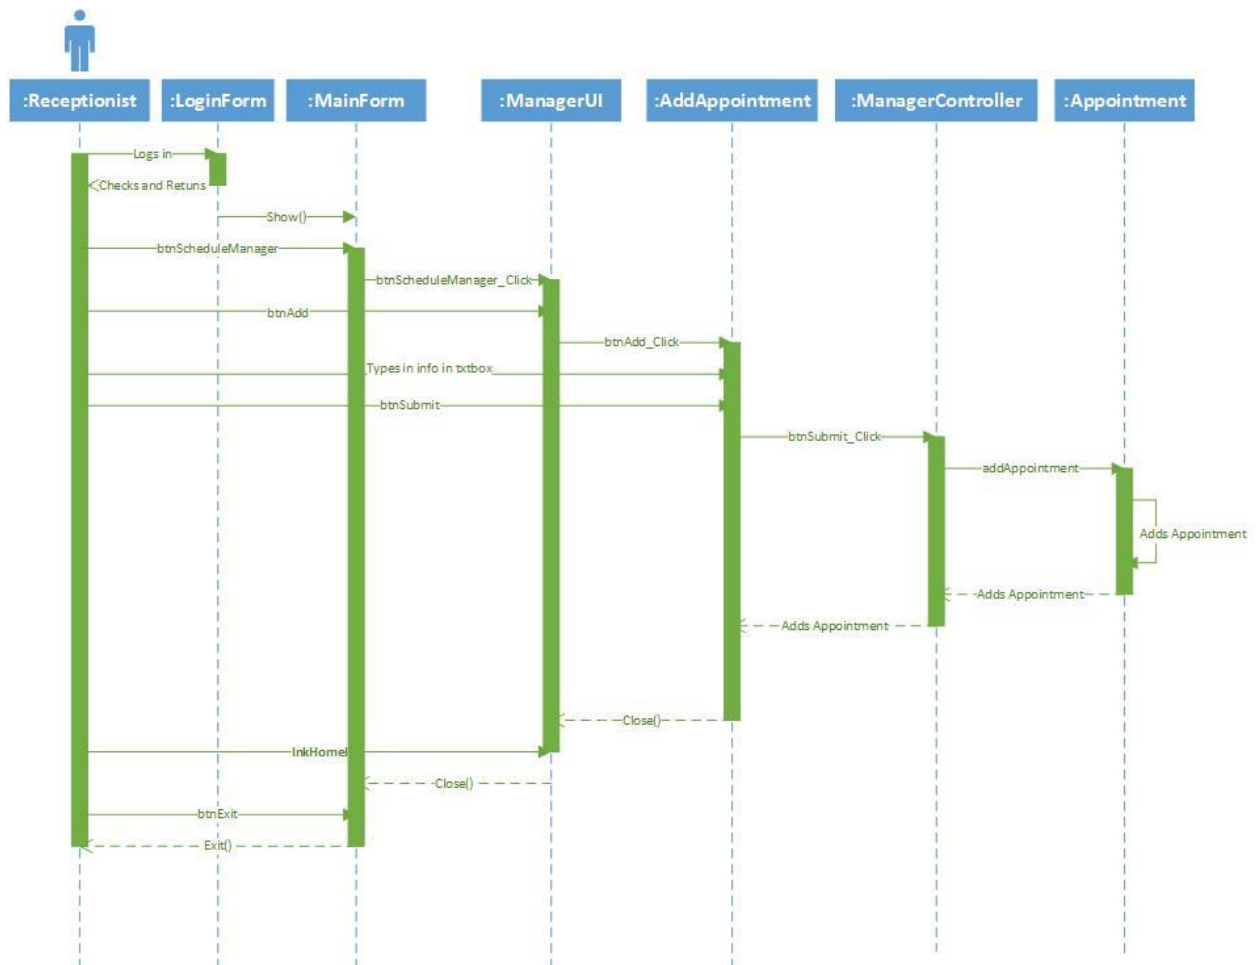 :Receptionist
:LoginForm
:MainForm
:ManagerUI
:AddAppointment
:ManagerController
:Appointment
Logs in
Checks and Retuns
Show()
btnScheduleManager
btnScheduleManager_Click
btnAdd
btnAdd_Click
Types in info in txtbox
btnSubmit
btnSubmit_Click
addAppointment
Adds Appointment
Adds Appointment
Adds Appointment
Close()
lnkHomel
Close()
btnExit
Exit()